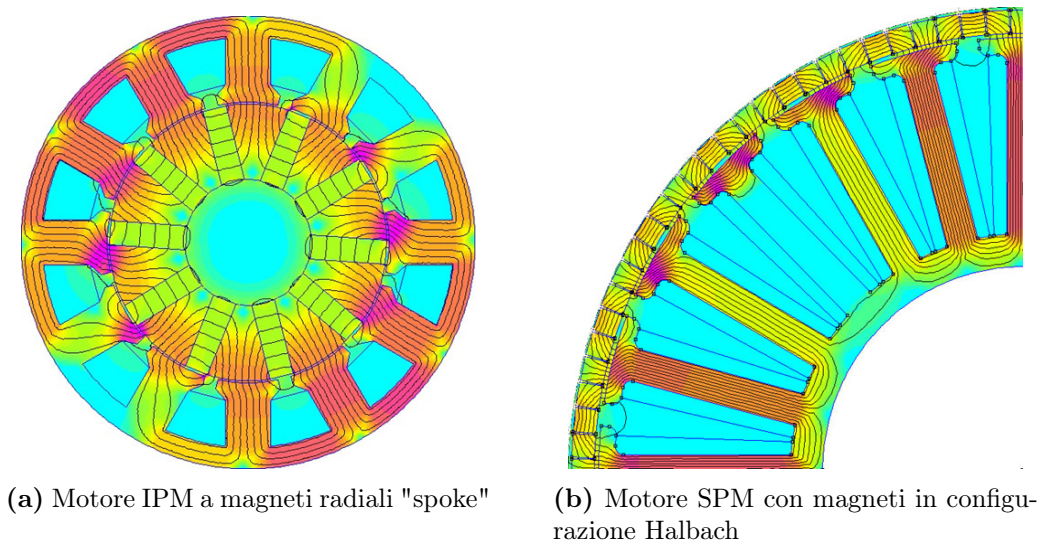 (a) Motore IPM a magneti radiali "spoke"
(b) Motore SPM con magneti in configu-
razione Halbach